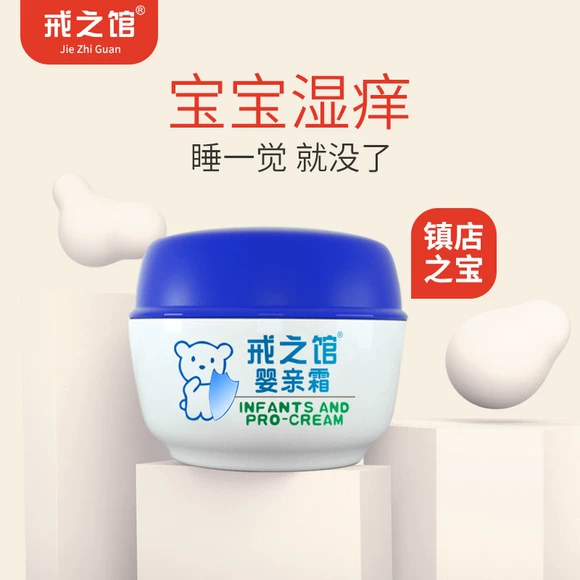 戒之馆®
Jie Zhi Guan
宝宝湿痒
睡一觉 就没了
镇店
之宝
戒之馆®
婴亲霜
INFANTS AND
PRO-CREAM